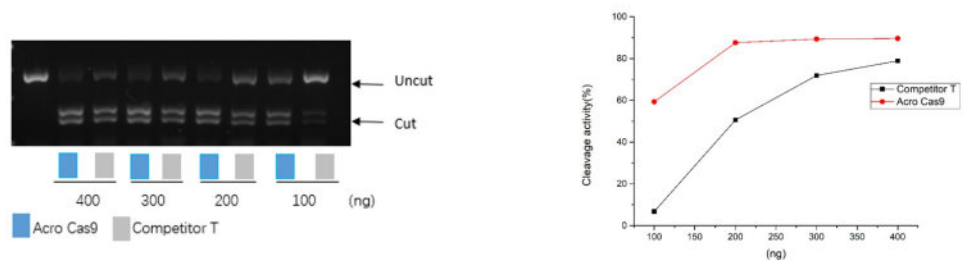 Uncut
Cut
400 300 200 100 (ng)
Acro Cas9 Competitor T
100
80
60
40
20
0
Cleavage activity(%)
Competitor T
Acro Cas9
100 150 200 250 300 350 400
(ng)